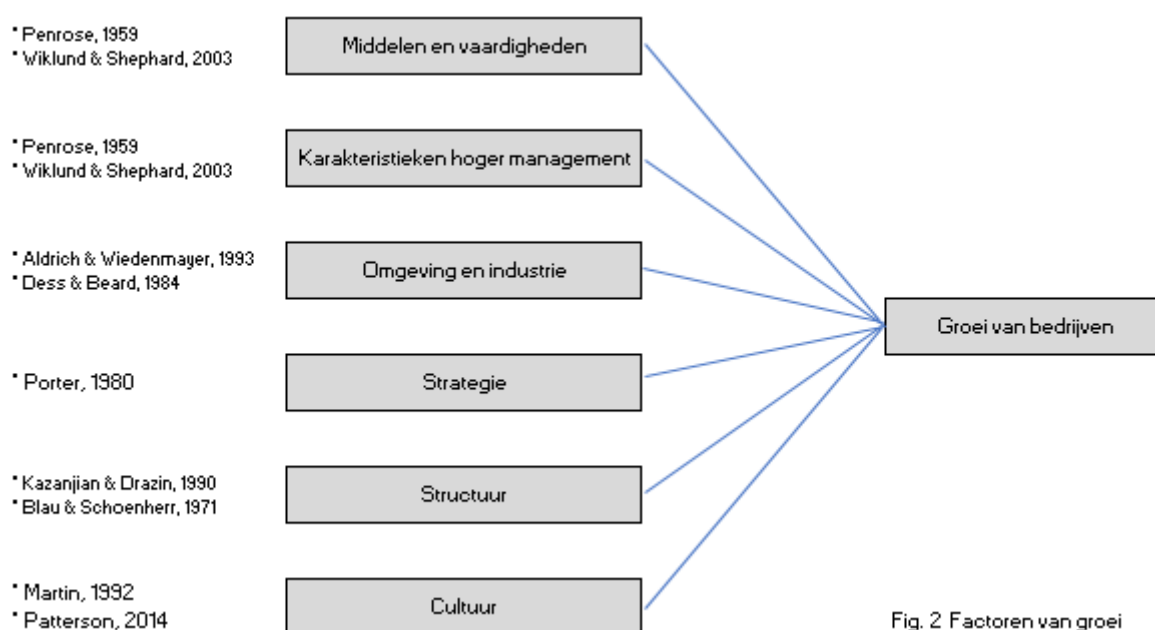 * Penrose, 1959
* Wiklund & Shephard, 2003
Middelen en vaardigheden
* Penrose, 1959
* Wiklund & Shephard, 2003
Karakteristieken hoger management
* Aldrich & Wiedenmayer, 1993
* Dess & Beard, 1984
Omgeving en industrie
Groei van bedrijven
* Porter, 1980
Strategie
* Kazanjian & Drazin, 1990
* Blau & Schoenherr, 1971
Structuur
* Martin, 1992
* Patterson, 2014
Cultuur
Fig. 2 Factoren van groei